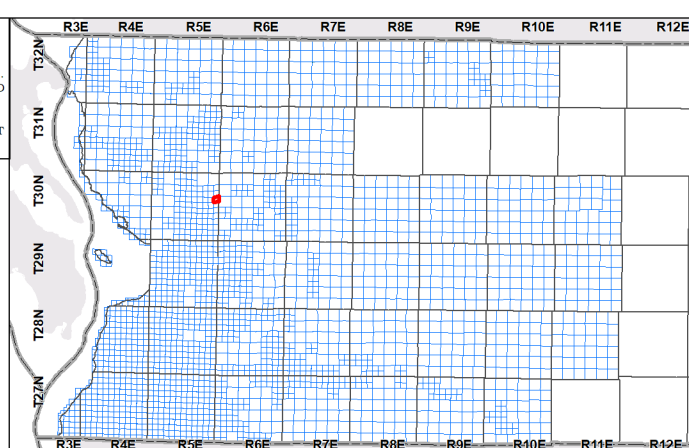 R3E R4E R5E R6E R7E R8E R9E R10E R11E R12E
T32N
T31N
T30N
T29N
T28N
T27N
R3E R4E R5E R6E R7E R8E R9E R10E R11E R12E